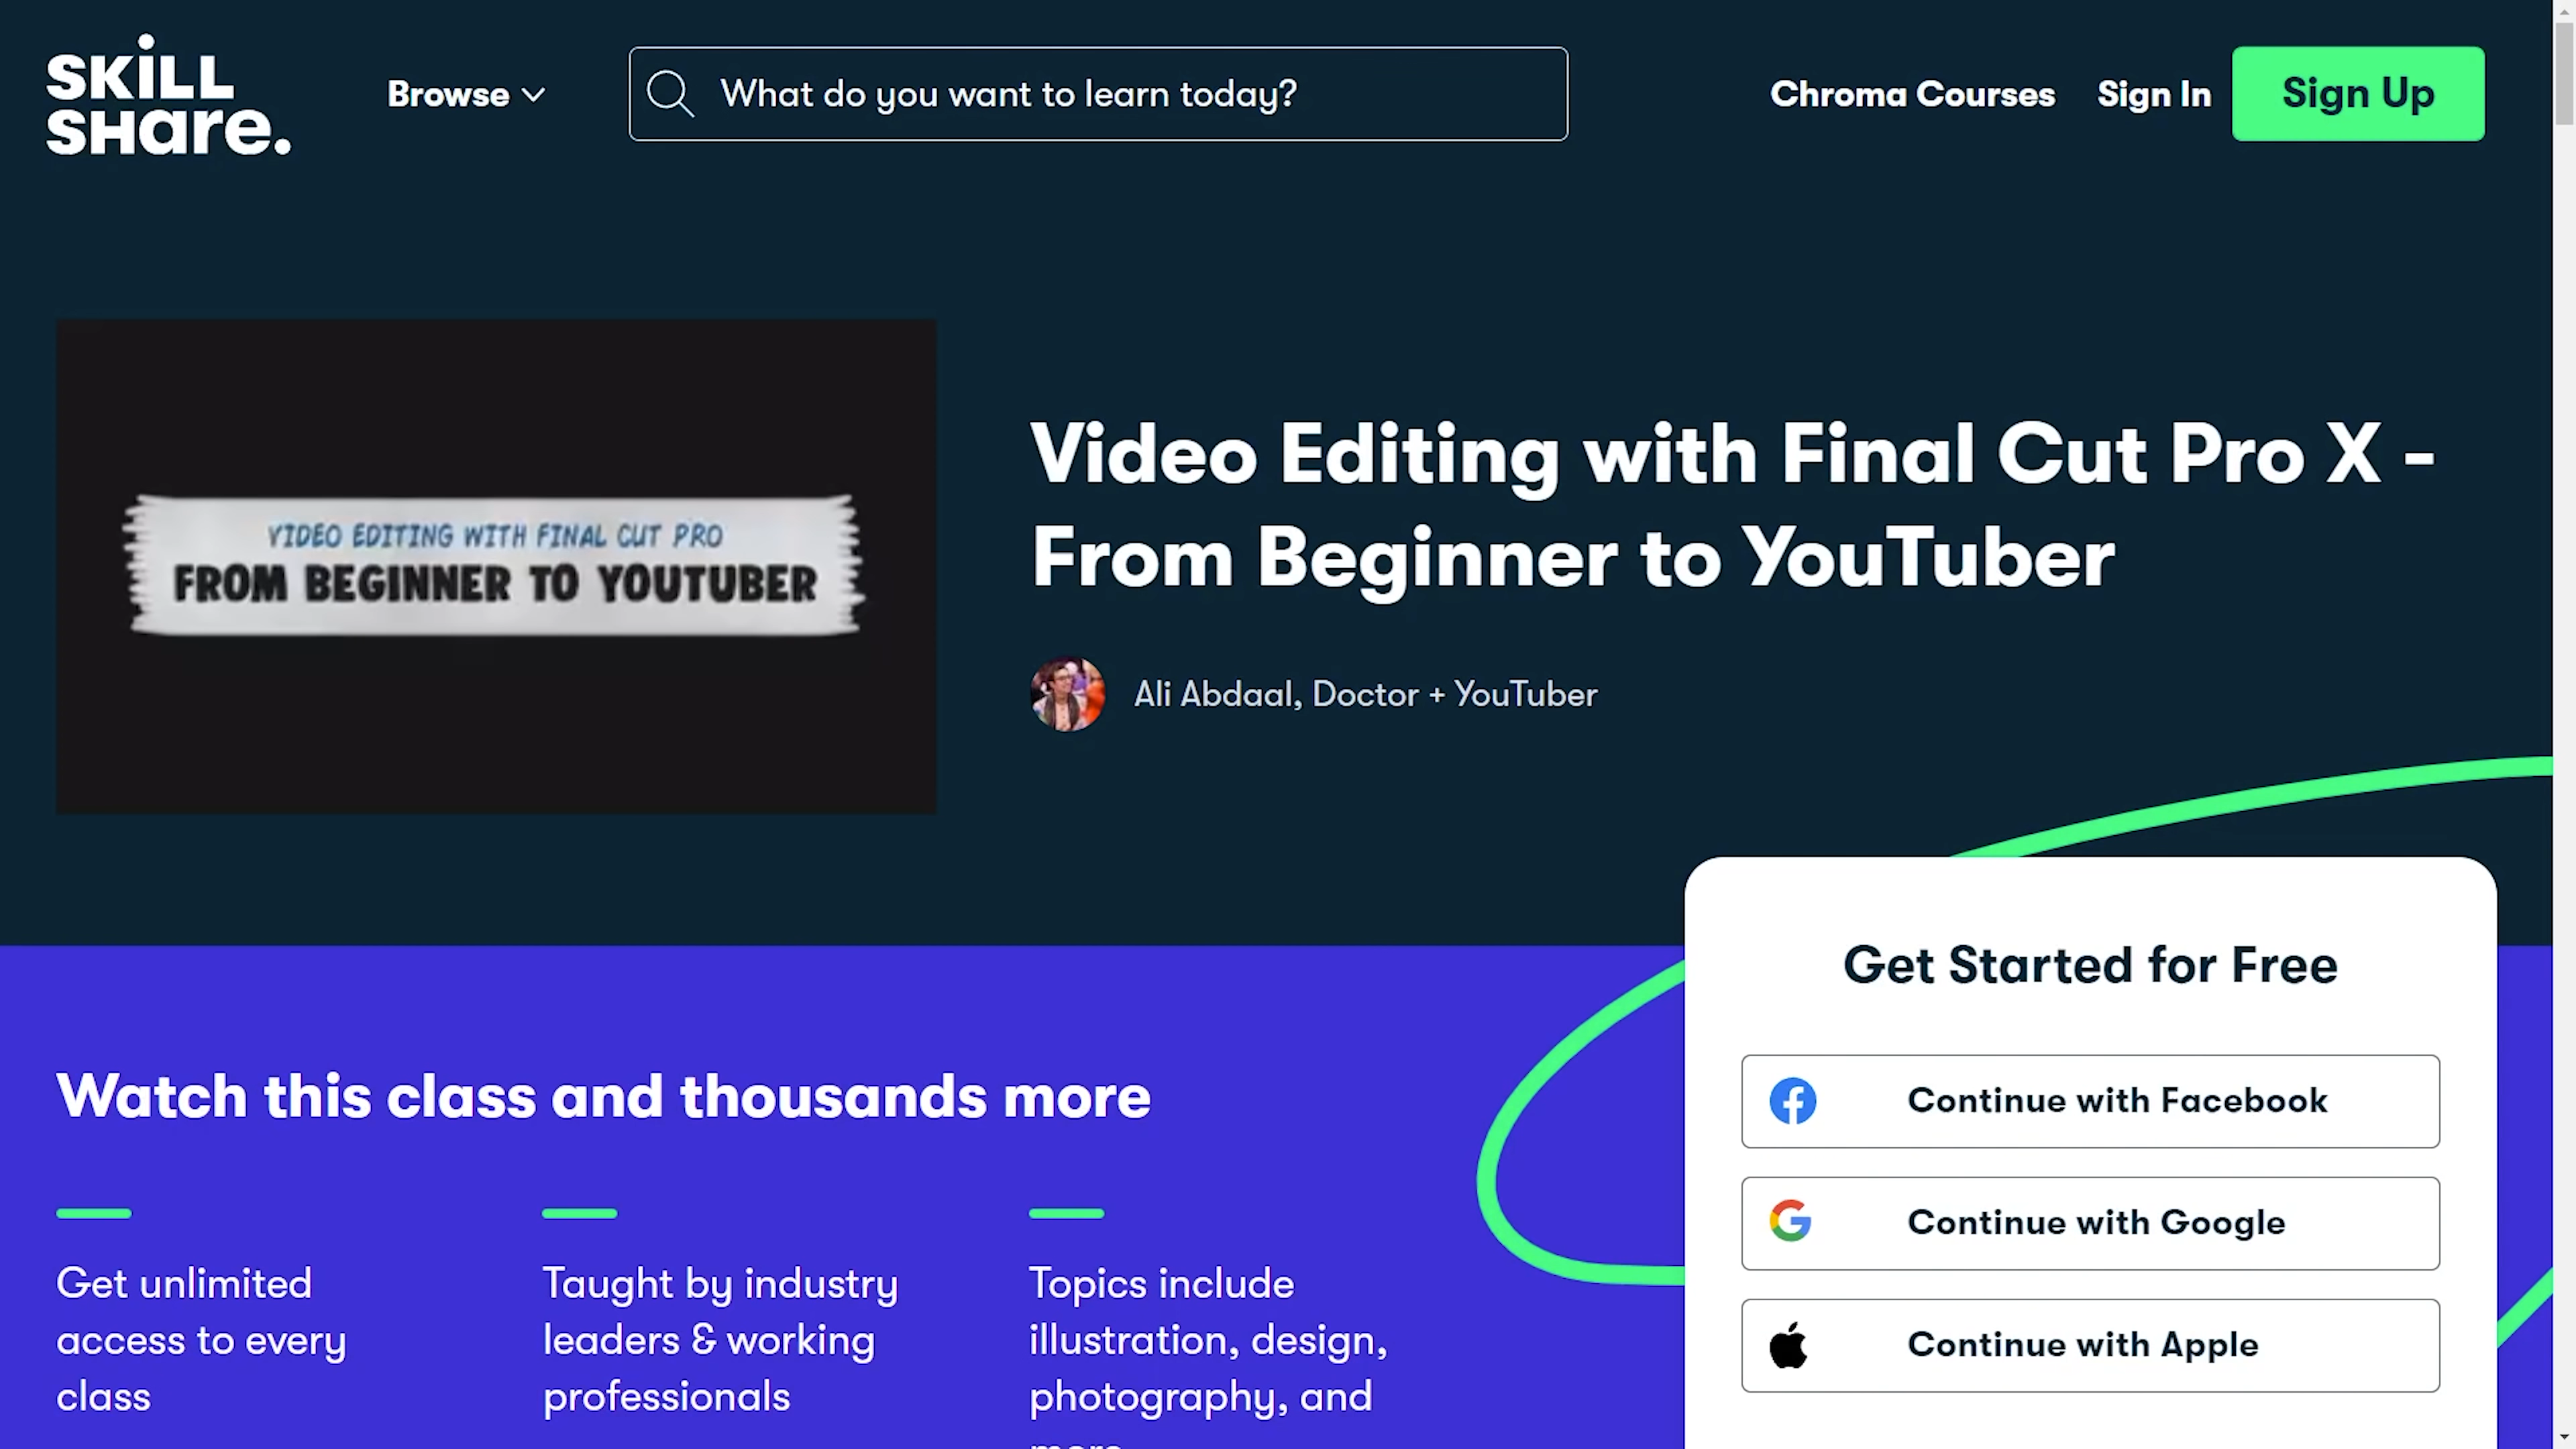 SKILL
SHare.
Browse
What do you want to learn today?
Chroma Courses
Sign In
Sign Up
VIDEO EDITING WITH FINAL CUT PRO
FROM BEGINNER TO YOUTUBER
Video Editing with Final Cut Pro X -
From Beginner to YouTuber
Ali Abdaal, Doctor + YouTuber
Watch this class and thousands more
Get unlimited
access to every
class
Taught by industry
leaders & working
professionals
Topics include
illustration, design,
photography, and
more
Get Started for Free
Continue with Facebook
Continue with Google
Continue with Apple